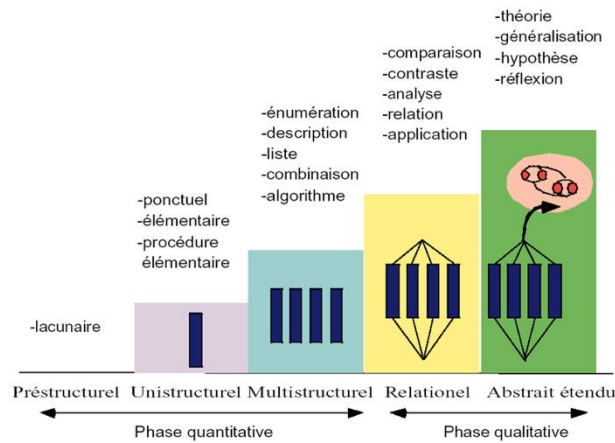 -lacunaire
-ponctuel
-élémentaire
-procédure
élémentaire
-énumération
-description
-liste
-combinaison
-algorithme
-comparaison
-contraste
-analyse
-relation
-application
-théorie
-généralisation
-hypothèse
-réflexion
Préstructurel Unistructurel Multistructurel Relationel Abstrait étendu
Phase quantitative Phase qualitative